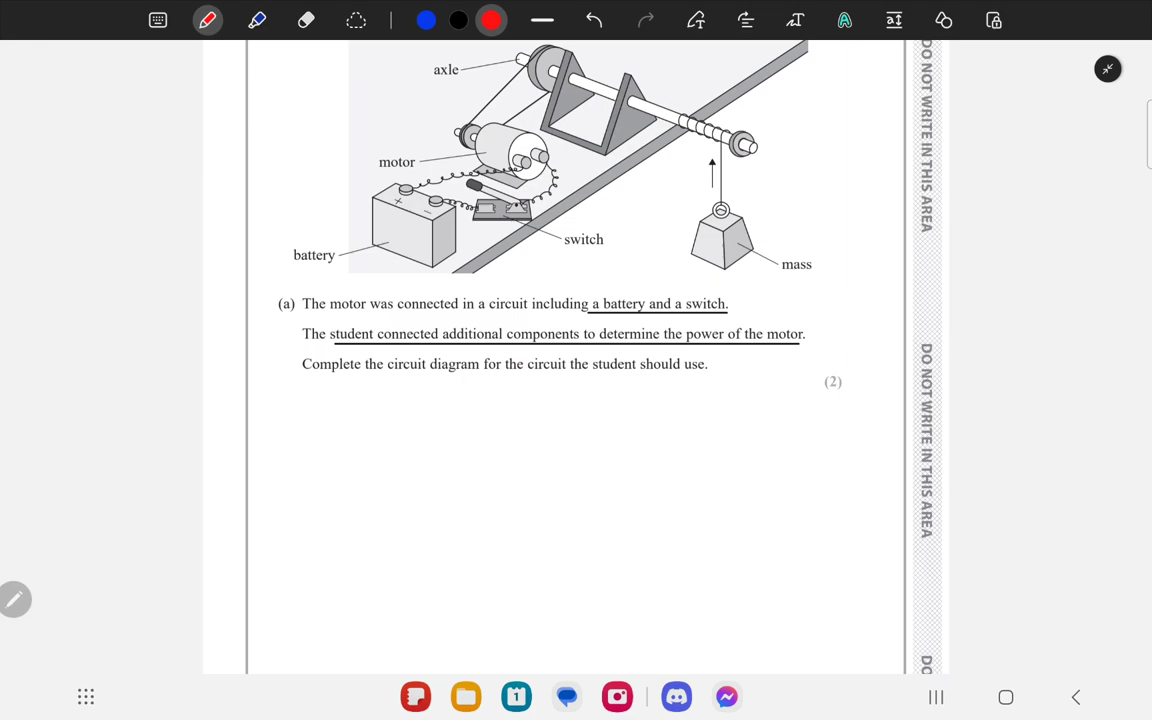 axle
motor
+
−
battery
switch
mass
(a) The motor was connected in a circuit including a battery and a switch.
The student connected additional components to determine the power of the motor.
Complete the circuit diagram for the circuit the student should use.
(2)
DO NOT WRITE IN THIS AREA
DO NOT WRITE IN THIS AREA
DO